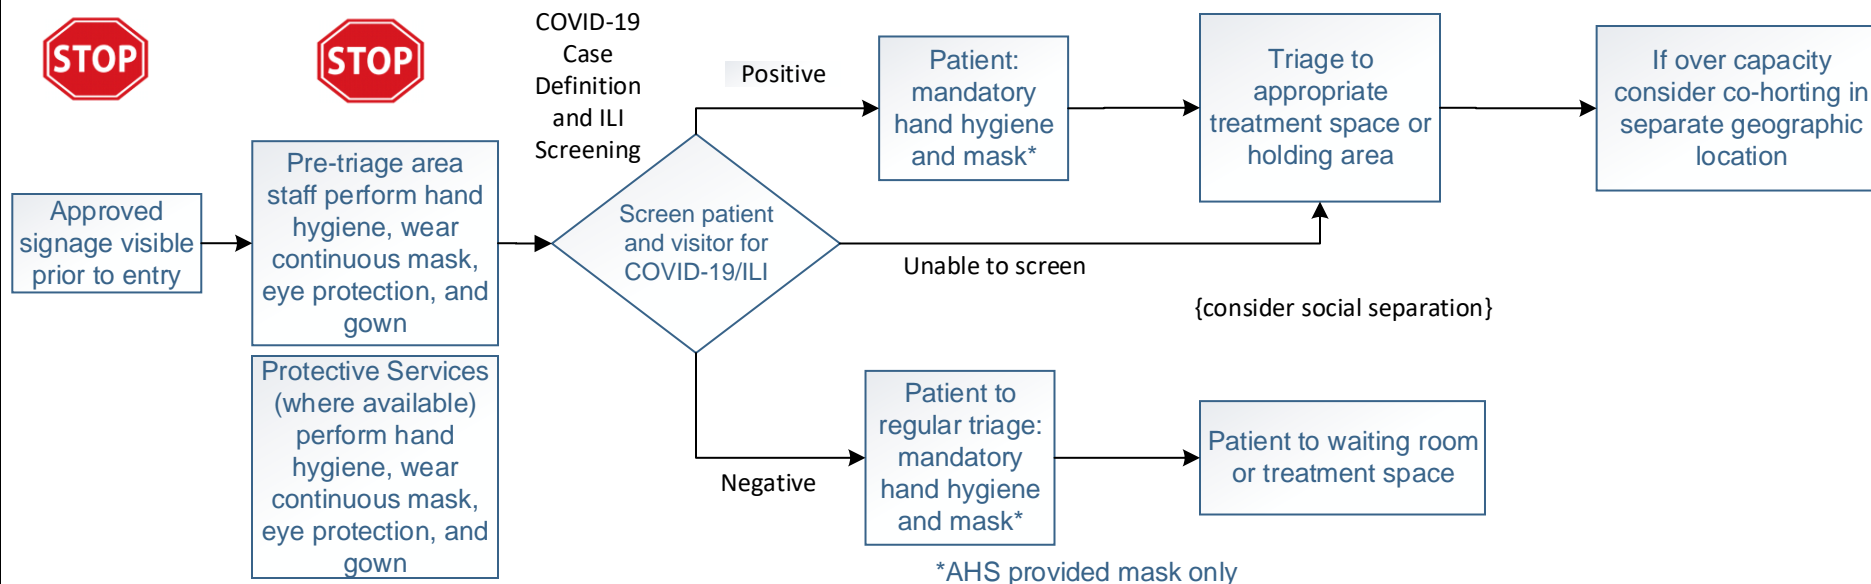 STOP
STOP
Approved
signage visible
prior to entry
Pre-triage area
staff perform hand
hygiene, wear
continuous mask,
eye protection, and
gown
Protective Services
(where available)
perform hand
hygiene, wear
continuous mask,
eye protection, and
gown
COVID-19
Case
Definition
and ILI
Screening
Screen patient
and visitor for
COVID-19/ILI
Positive
Patient:
mandatory
hand hygiene
and mask*
Triage to
appropriate
treatment space or
holding area
If over capacity
consider co-horting in
separate geographic
location
Unable to screen
{consider social separation}
Negative
Patient to
regular triage:
mandatory
hand hygiene
and mask*
Patient to waiting room
or treatment space
*AHS provided mask only